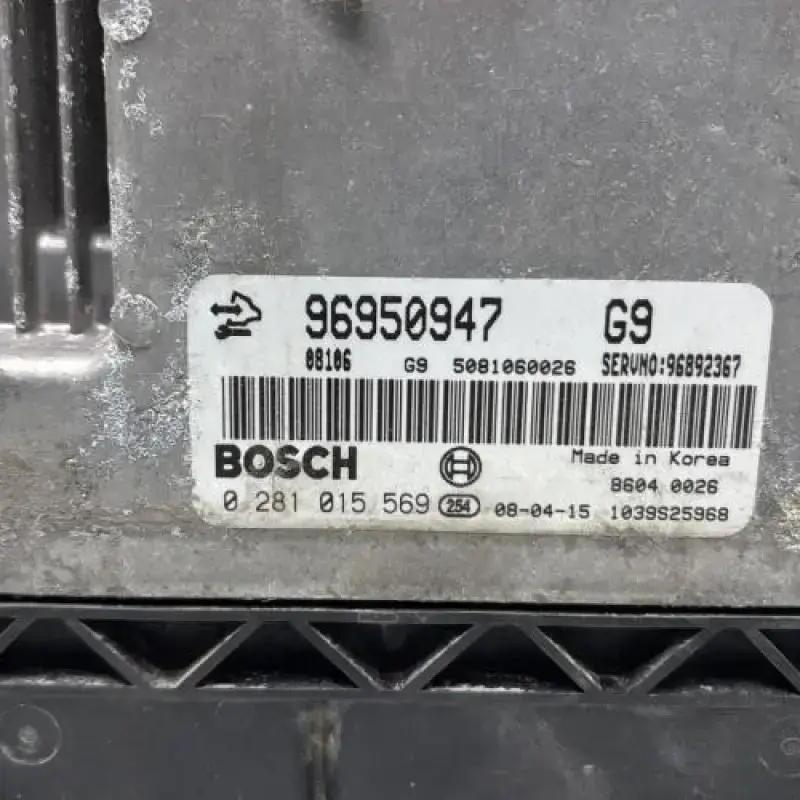 96950947 G9
08106 G9 5081060026 SERVNO:96892367
BOSCH
Made in Korea
8604 0026
0 281 015 569 254 08-04-15 1039S25968